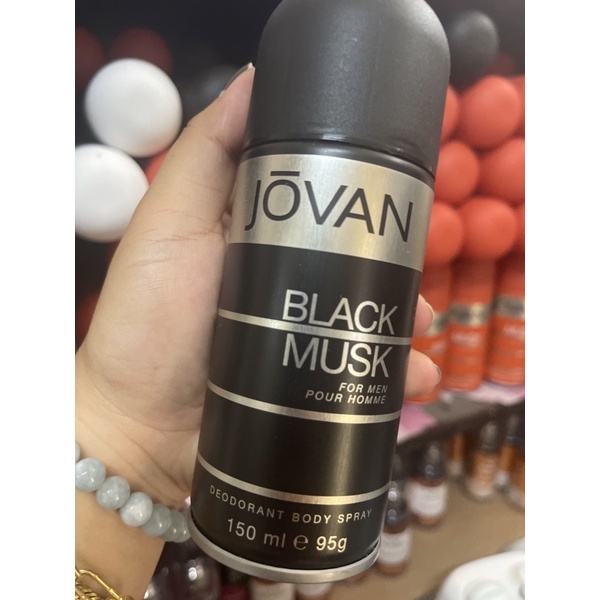 JŌVAN
BLACK
MUSK
FOR MEN
POUR HOMME
DEODORANT BODY SPRAY
150 ml ℮ 95g